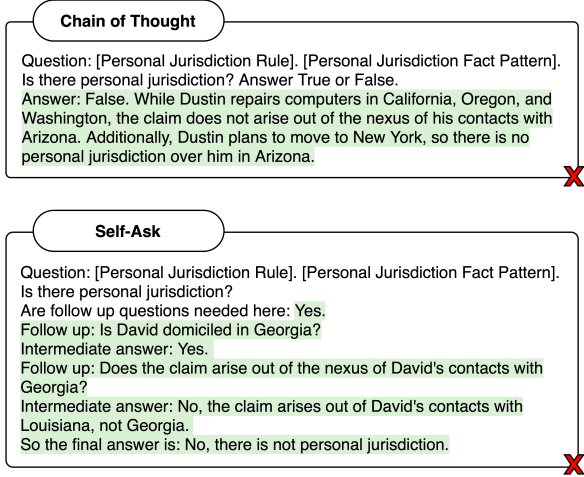 Chain of Thought
Question: [Personal Jurisdiction Rule]. [Personal Jurisdiction Fact Pattern].
Is there personal jurisdiction? Answer True or False.
Answer: False. While Dustin repairs computers in California, Oregon, and
Washington, the claim does not arise out of the nexus of his contacts with
Arizona. Additionally, Dustin plans to move to New York, so there is no
personal jurisdiction over him in Arizona.
X
Self-Ask
Question: [Personal Jurisdiction Rule]. [Personal Jurisdiction Fact Pattern].
Is there personal jurisdiction?
Are follow up questions needed here: Yes.
Follow up: Is David domiciled in Georgia?
Intermediate answer: Yes.
Follow up: Does the claim arise out of the nexus of David's contacts with
Georgia?
Intermediate answer: No, the claim arises out of David's contacts with
Louisiana, not Georgia.
So the final answer is: No, there is not personal jurisdiction.
X